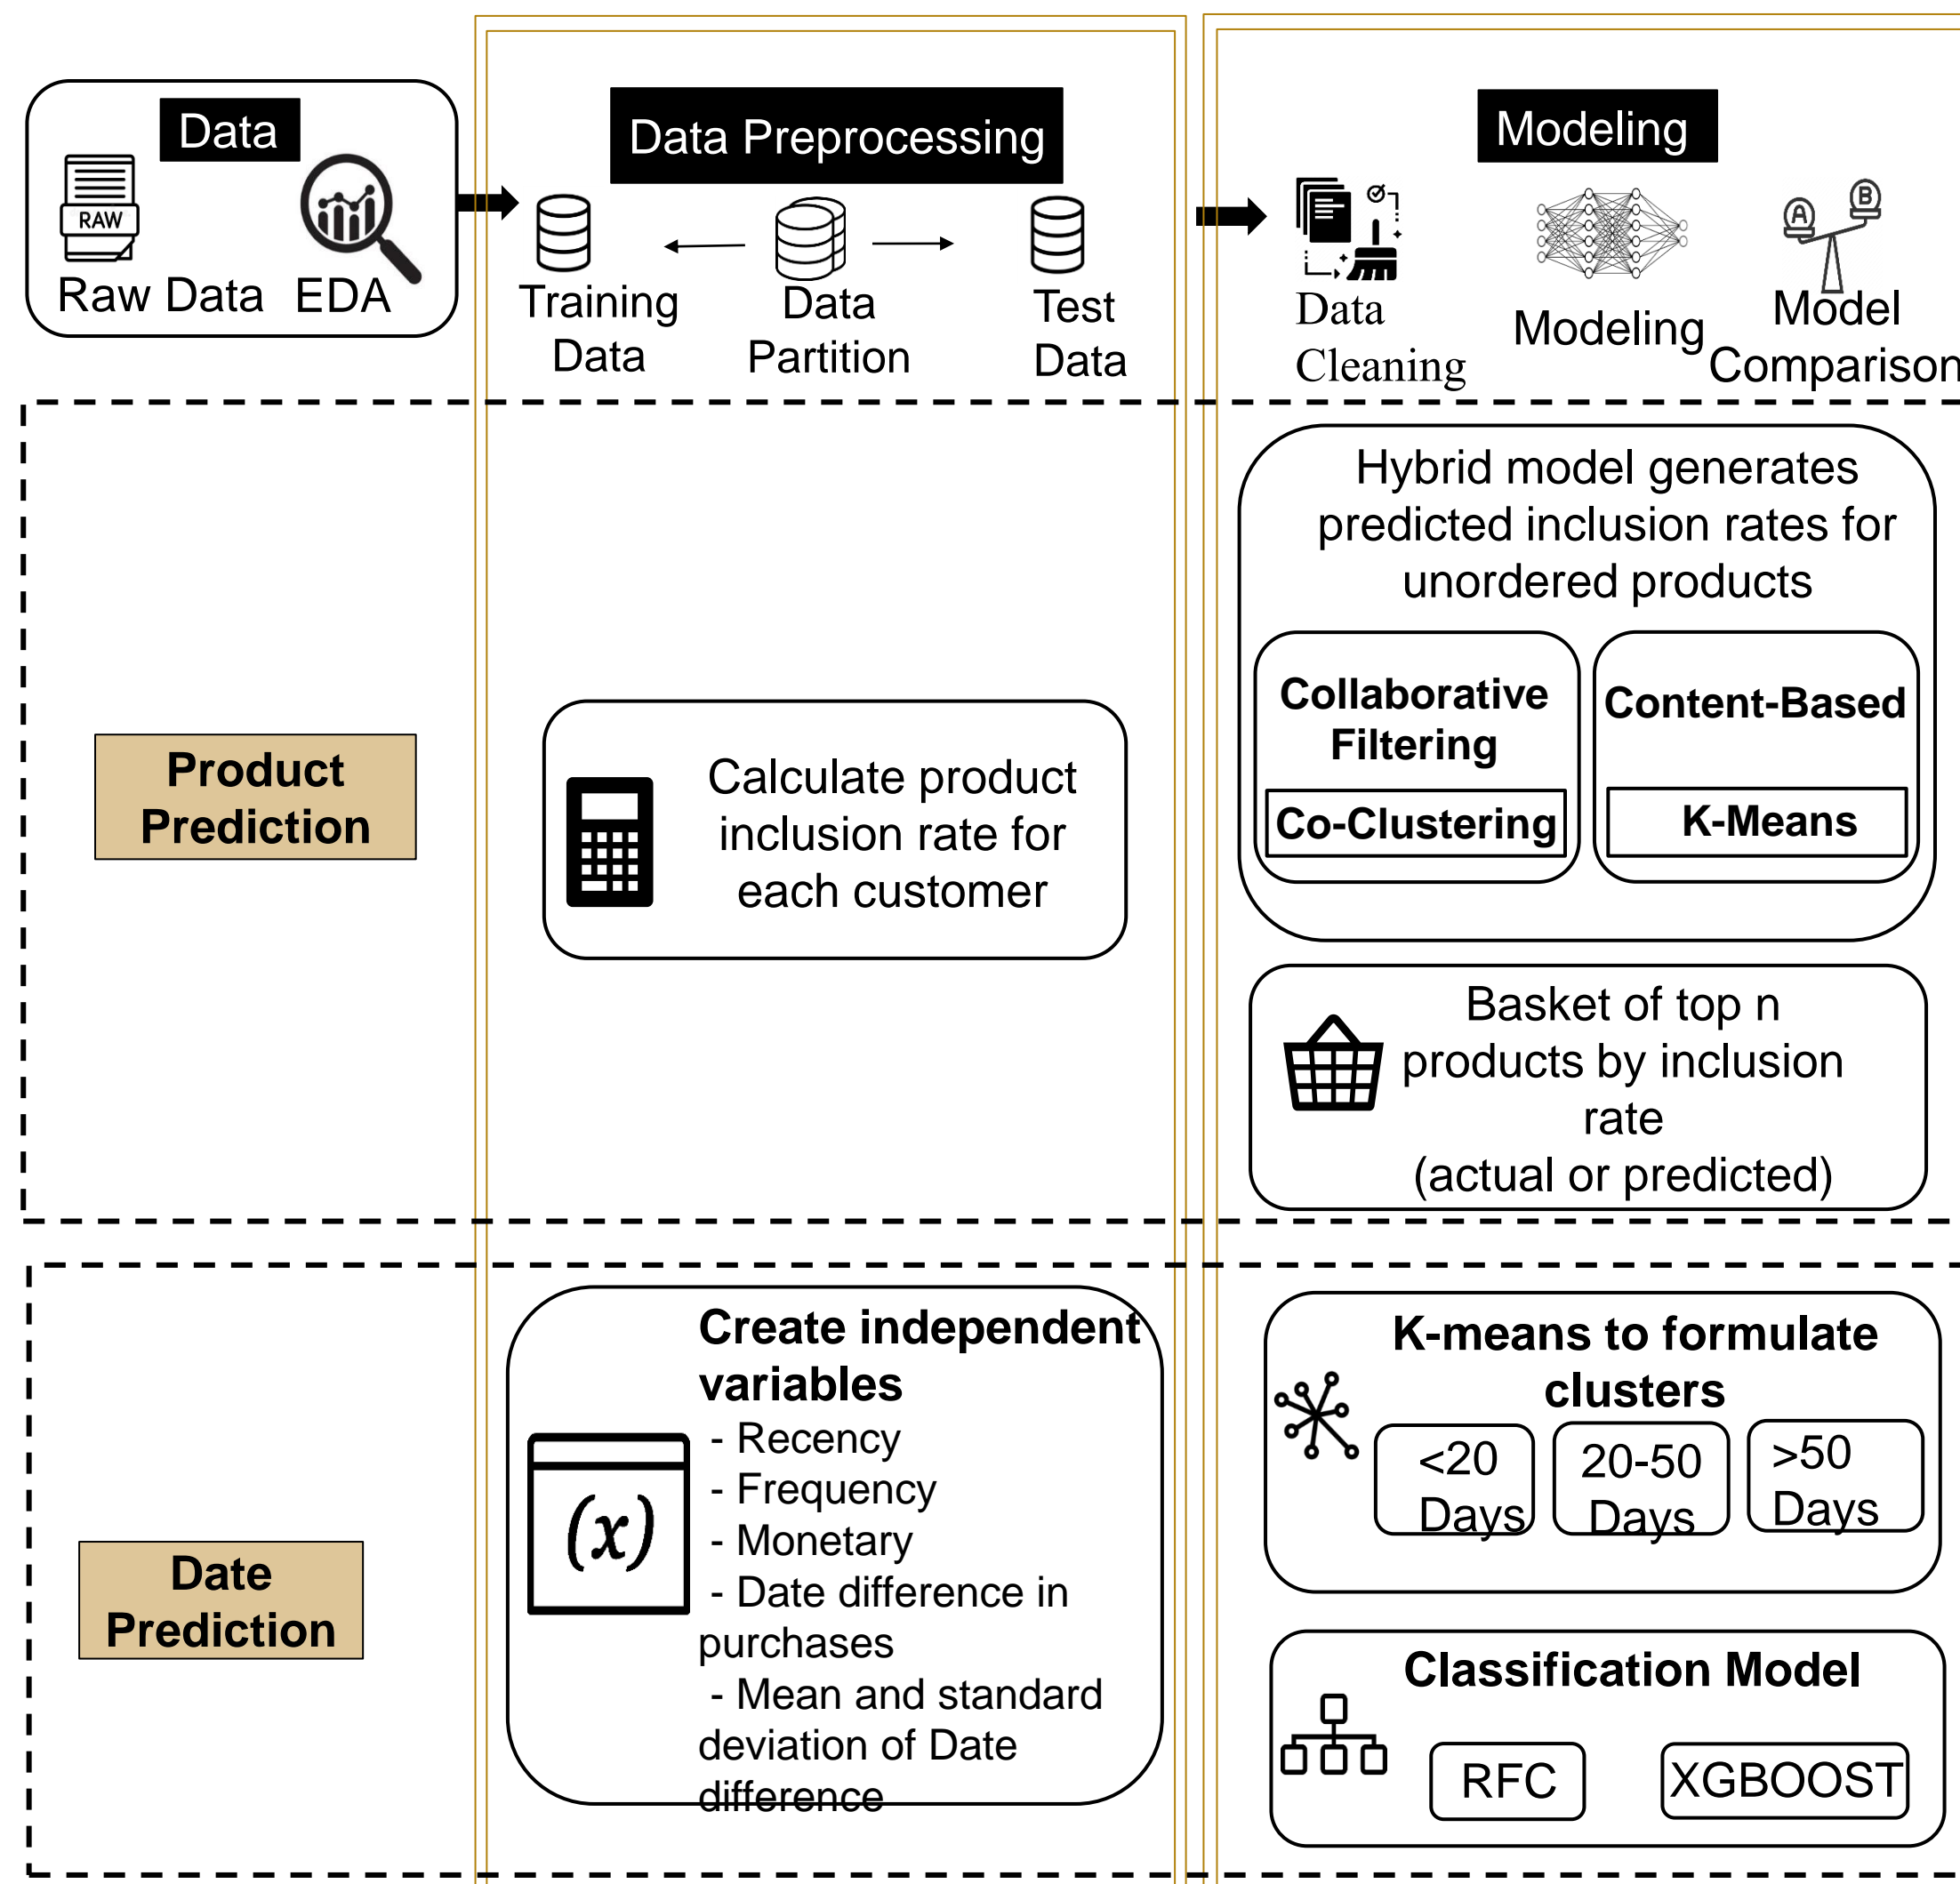 Data
RAW
Raw Data
EDA
Data Preprocessing
Training
Data
Data
Partition
Test
Data
Modeling
Data
Cleaning
Modeling
A
B
Model
Comparison
Product
Prediction
Calculate product
inclusion rate for
each customer
Hybrid model generates
predicted inclusion rates for
unordered products
Collaborative
Filtering
Co-Clustering
Content-Based
K-Means
Basket of top n
products by inclusion
rate
(actual or predicted)
Date
Prediction
(x)
Create independent
variables
- Recency
- Frequency
- Monetary
- Date difference in
purchases
- Mean and standard
deviation of Date
difference
K-means to formulate
clusters
<20
Days
20-50
Days
>50
Days
Classification Model
RFC
XGBOOST